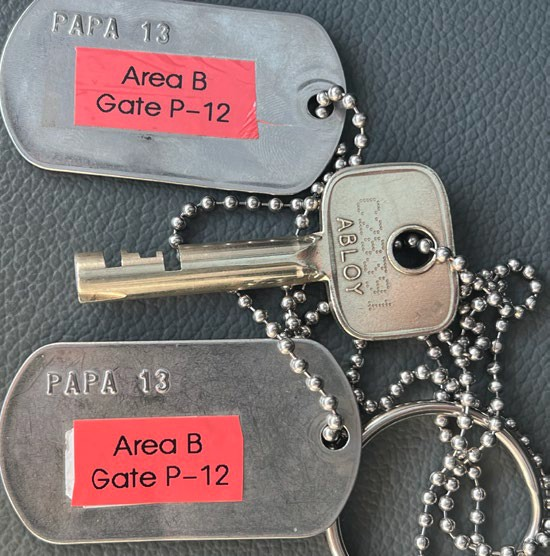 PAPA 13
Area B
Gate P-12
ABLOY
PAPA 13
Area B
Gate P-12